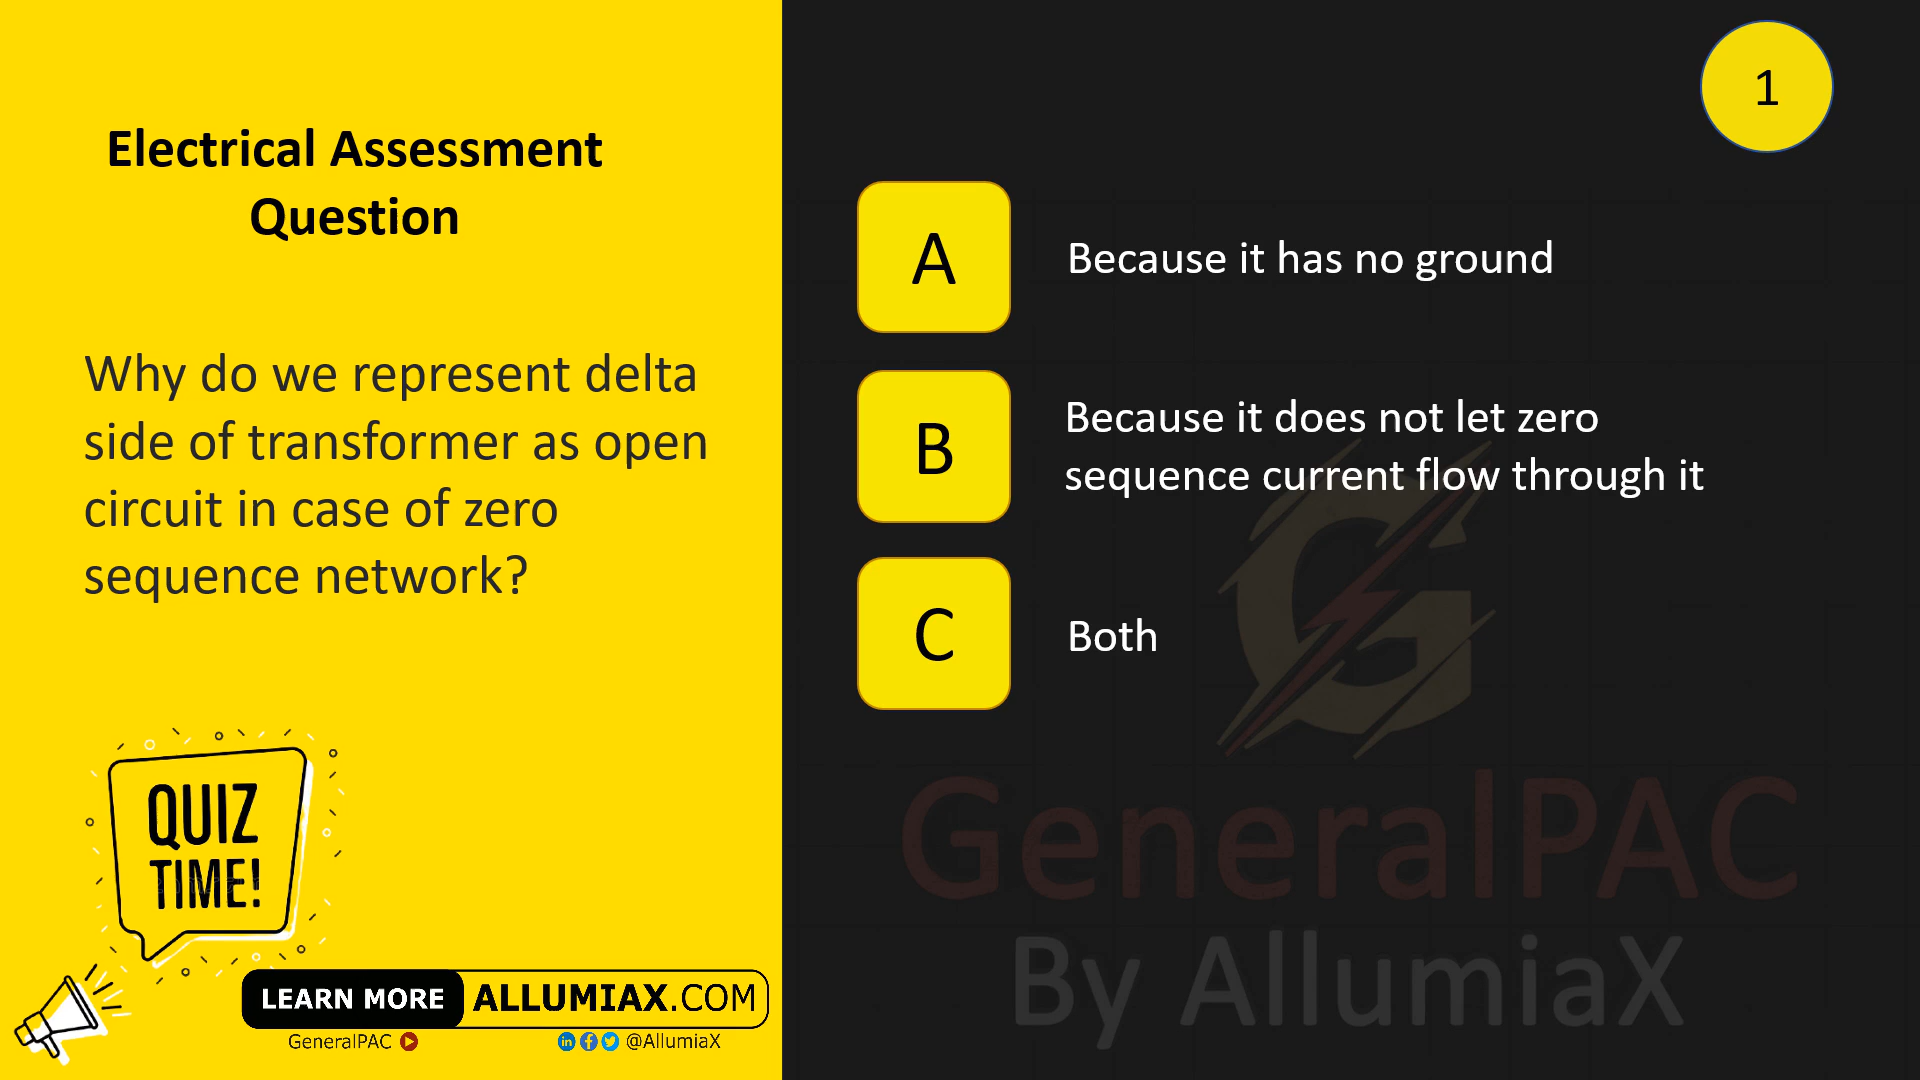 1
Electrical Assessment
Question
Why do we represent delta
side of transformer as open
circuit in case of zero
sequence network?
A
Because it has no ground
B
Because it does not let zero
sequence current flow through it
C
Both
QUIZ
TIME!
LEARN MORE ALLUMIAX.COM
GeneralPAC @AllumiaX
G
GeneralPAC
By AllumiaX